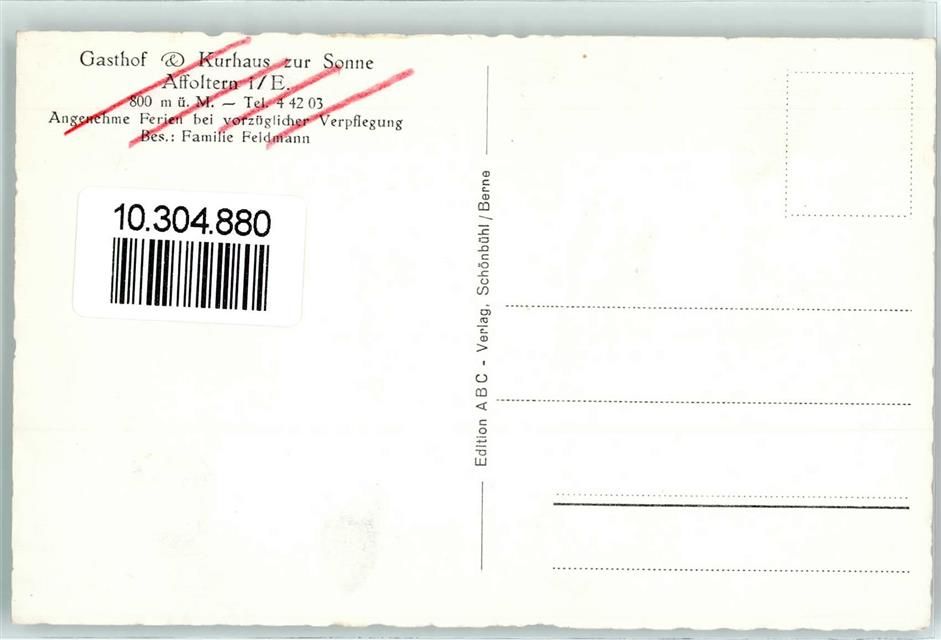 Gasthof & Kurhaus zur Sonne
Affoltern i/E.
800 m ü. M. — Tel. 4 42 03
Angenehme Ferien bei vorzüglicher Verpflegung
Bes.: Familie Feldmann
10.304.880
Edition ABC - Verlag, Schönbühl/Berne